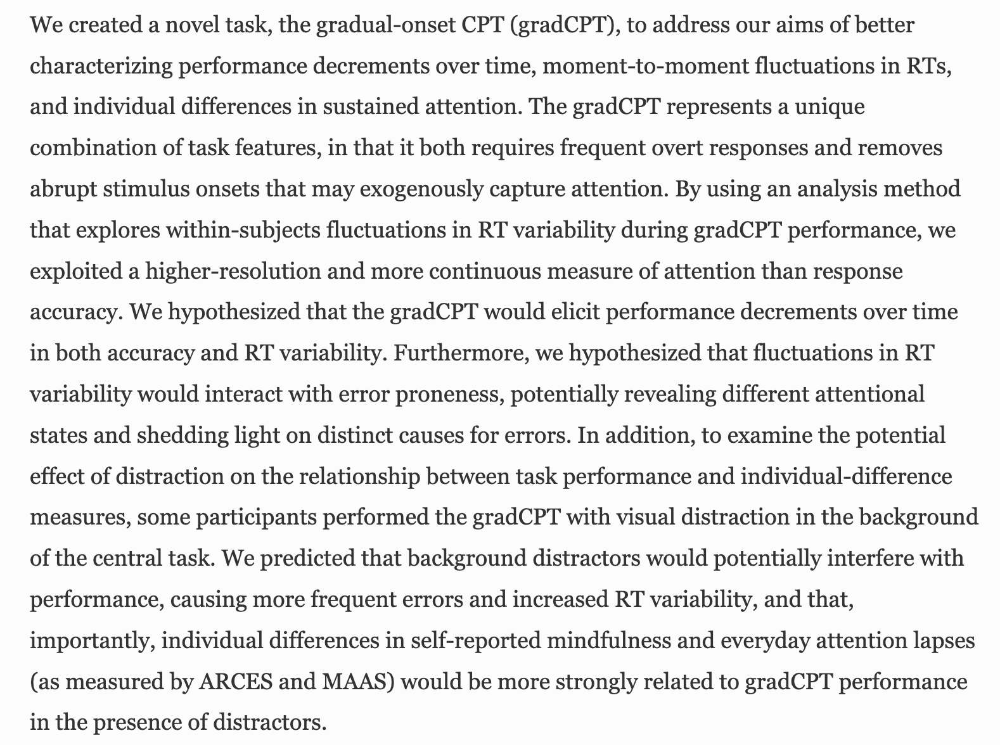 We created a novel task, the gradual-onset CPT (gradCPT), to address our aims of better
characterizing performance decrements over time, moment-to-moment fluctuations in RTs,
and individual differences in sustained attention. The gradCPT represents a unique
combination of task features, in that it both requires frequent overt responses and removes
abrupt stimulus onsets that may exogenously capture attention. By using an analysis method
that explores within-subjects fluctuations in RT variability during gradCPT performance, we
exploited a higher-resolution and more continuous measure of attention than response
accuracy. We hypothesized that the gradCPT would elicit performance decrements over time
in both accuracy and RT variability. Furthermore, we hypothesized that fluctuations in RT
variability would interact with error proneness, potentially revealing different attentional
states and shedding light on distinct causes for errors. In addition, to examine the potential
effect of distraction on the relationship between task performance and individual-difference
measures, some participants performed the gradCPT with visual distraction in the background
of the central task. We predicted that background distractors would potentially interfere with
performance, causing more frequent errors and increased RT variability, and that,
importantly, individual differences in self-reported mindfulness and everyday attention lapses
(as measured by ARCES and MAAS) would be more strongly related to gradCPT performance
in the presence of distractors.